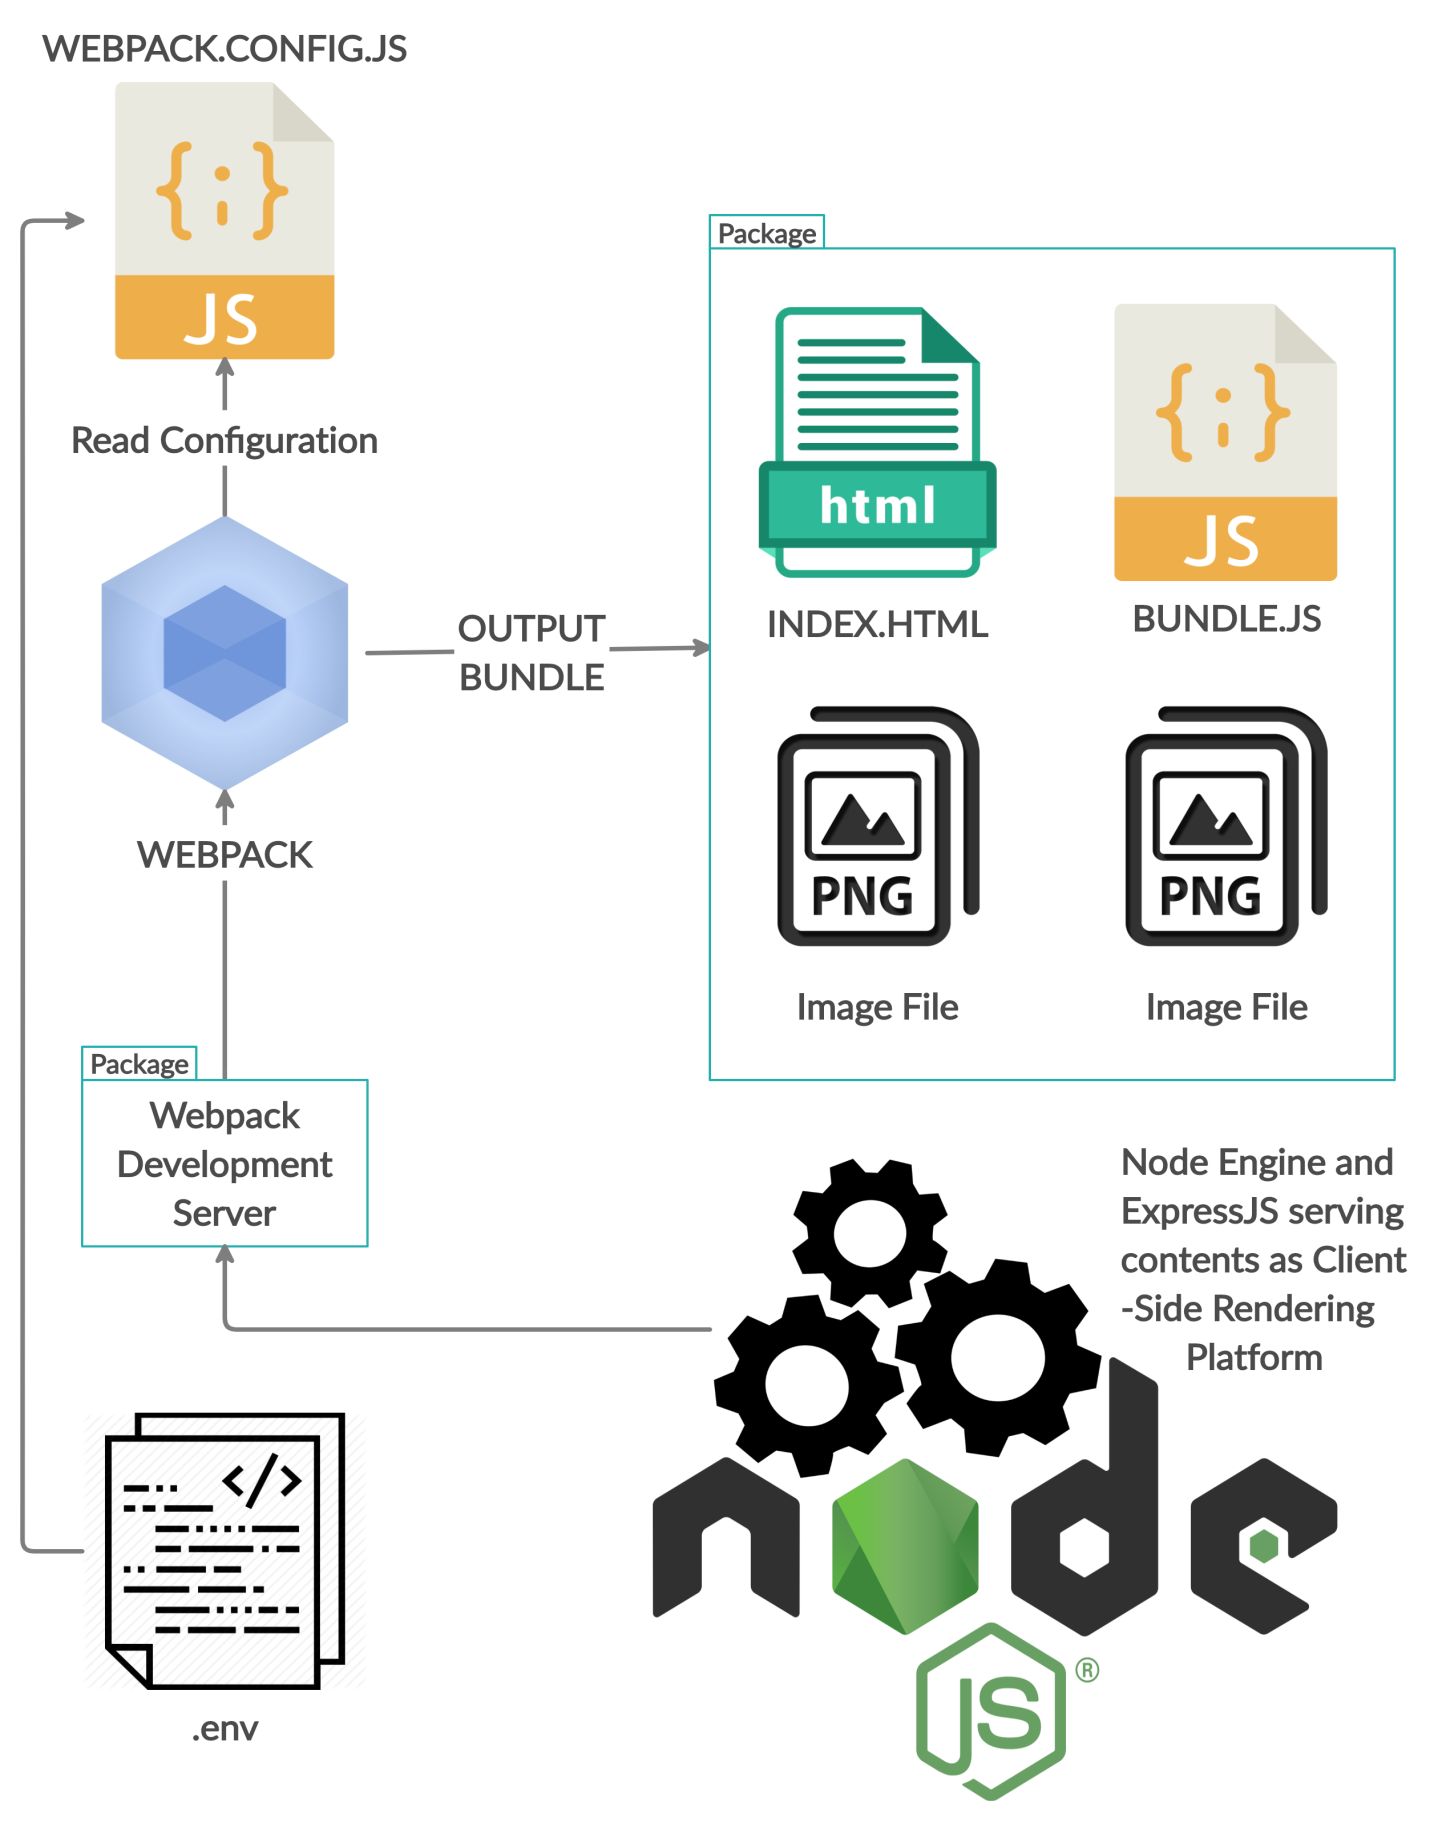 WEBPACK.CONFIG.JS
{;}
JS
Read Configuration
OUTPUT
BUNDLE
WEBPACK
Package
Webpack
Development
Server
</>
.env
Package
html
INDEX.HTML
{;}
JS
BUNDLE.JS
PNG
Image File
PNG
Image File
Node Engine and
ExpressJS serving
contents as Client
-Side Rendering
Platform
node
JS ®